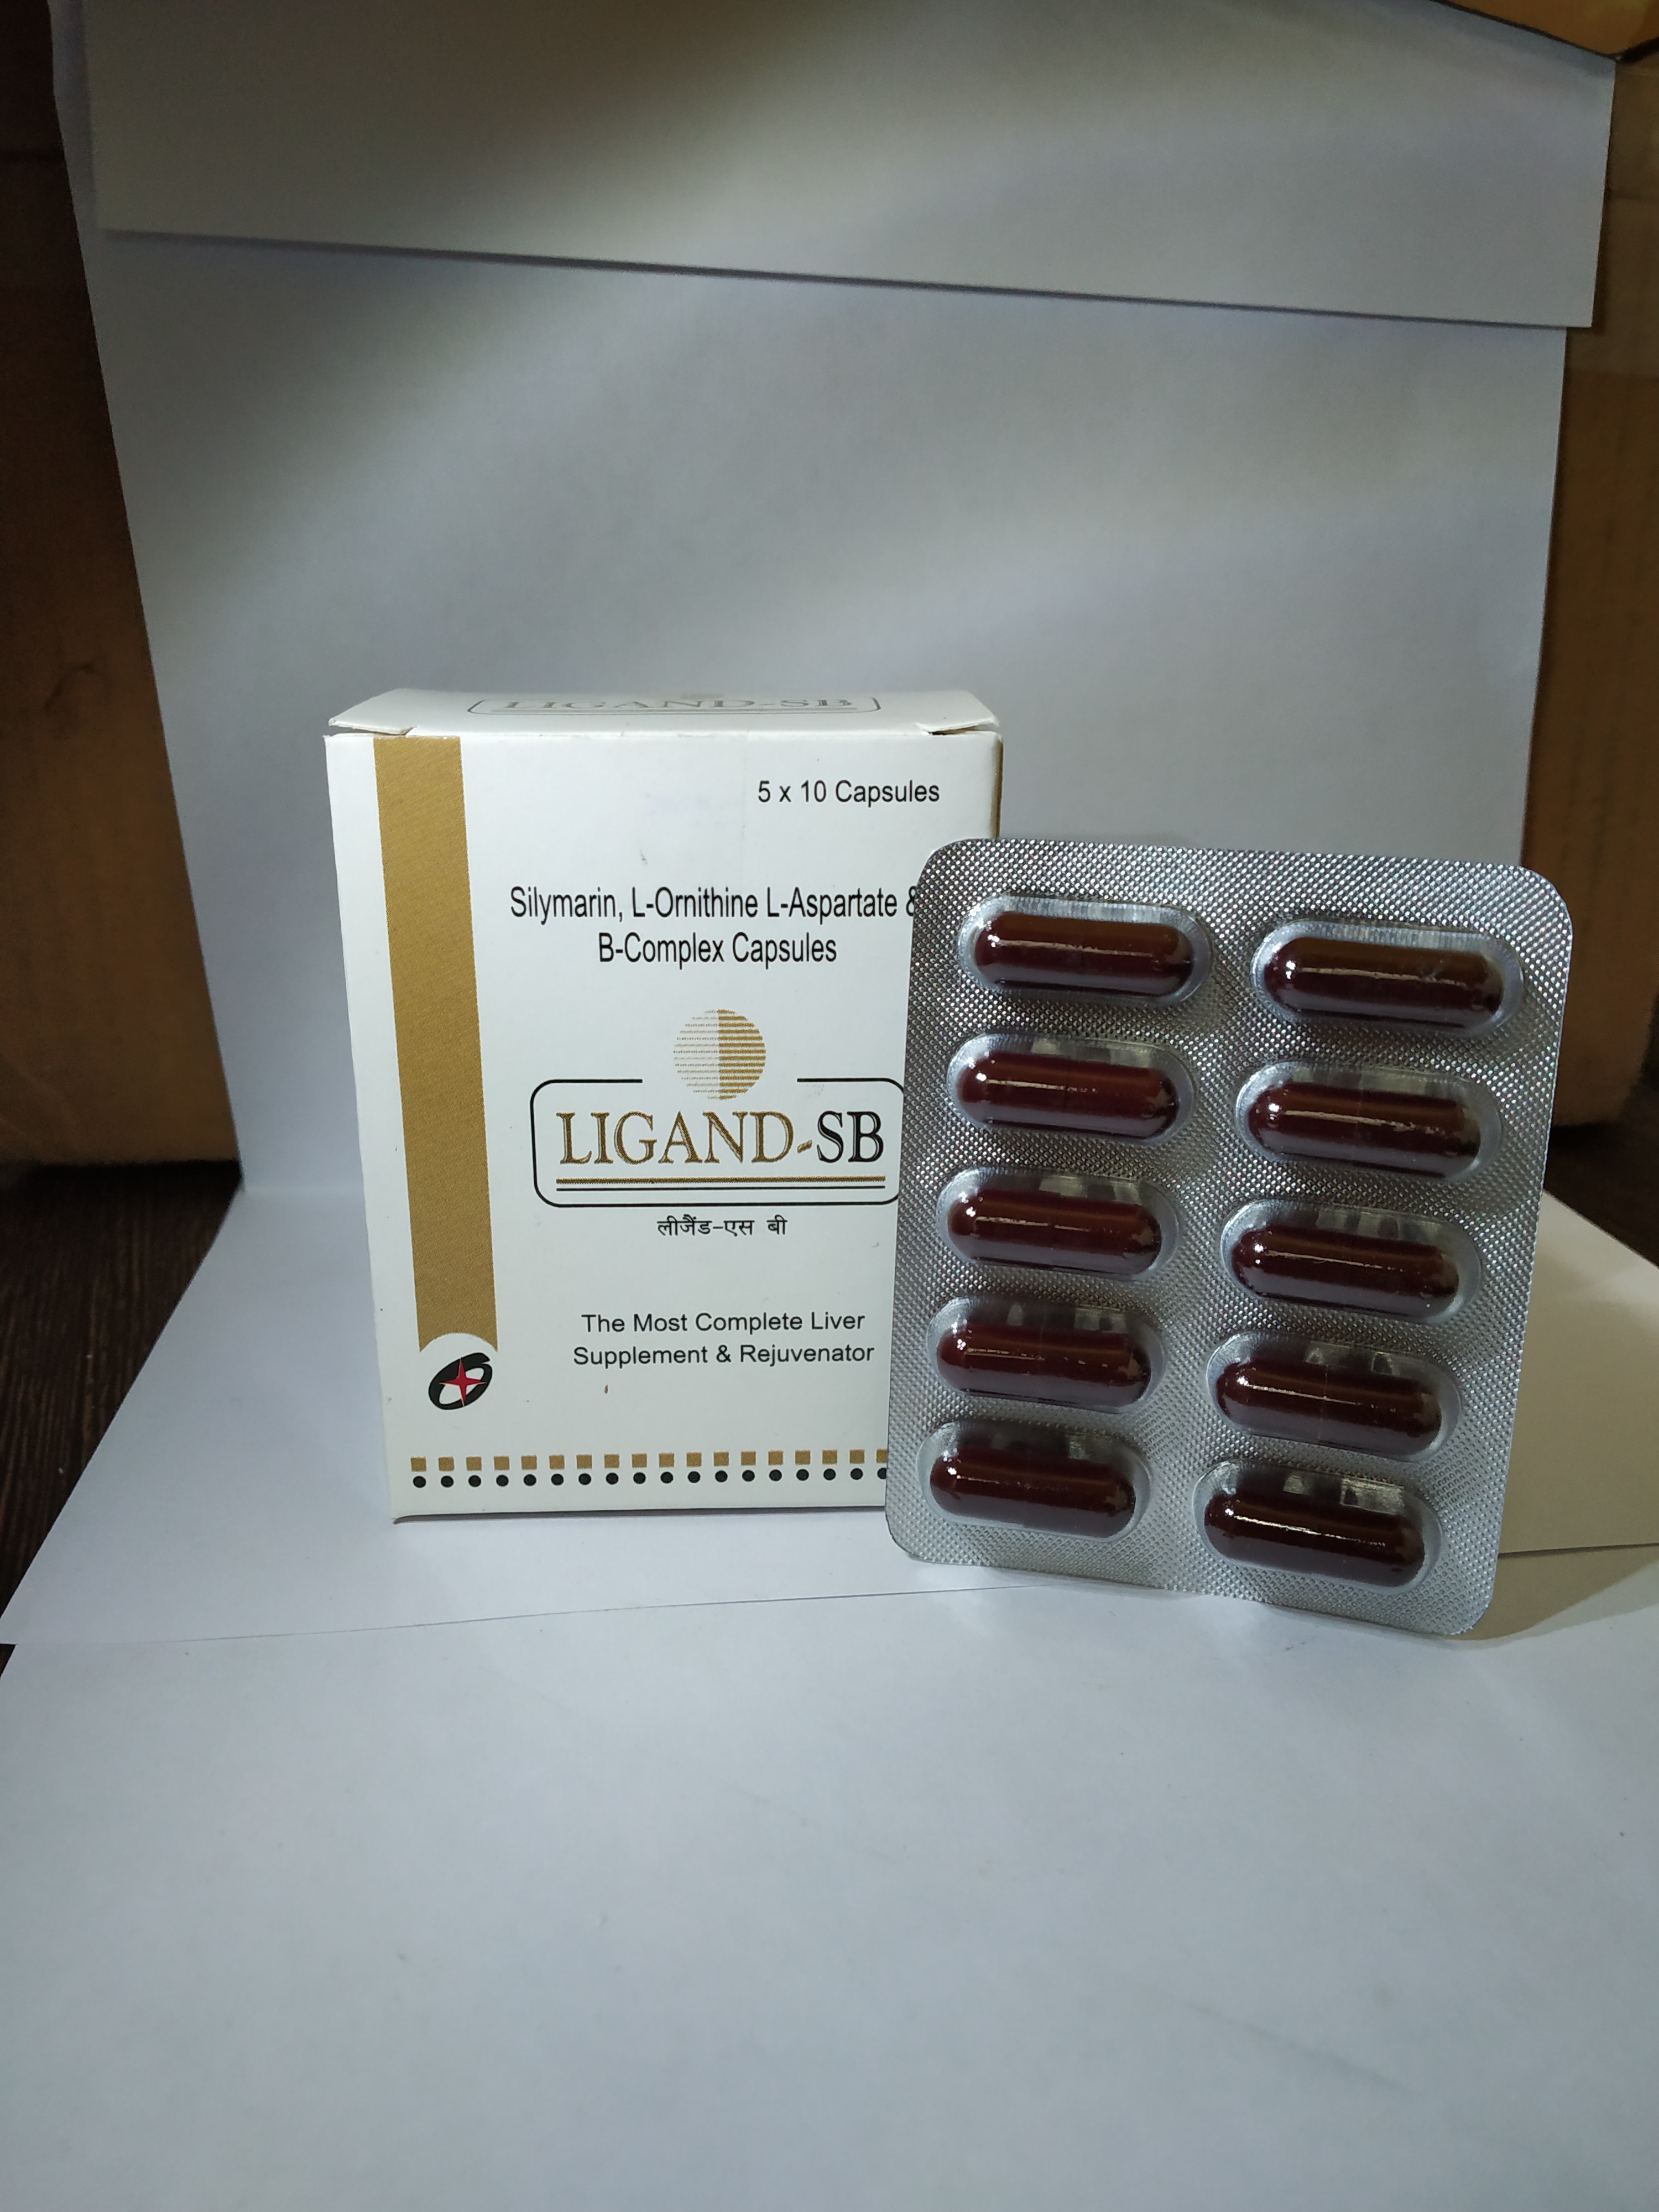 LIGAND-SB
5 x 10 Capsules
Silymarin, L-Ornithine L-Aspartate &
B-Complex Capsules
LIGAND-SB
लीजैंड-एस बी
The Most Complete Liver
Supplement & Rejuvenator